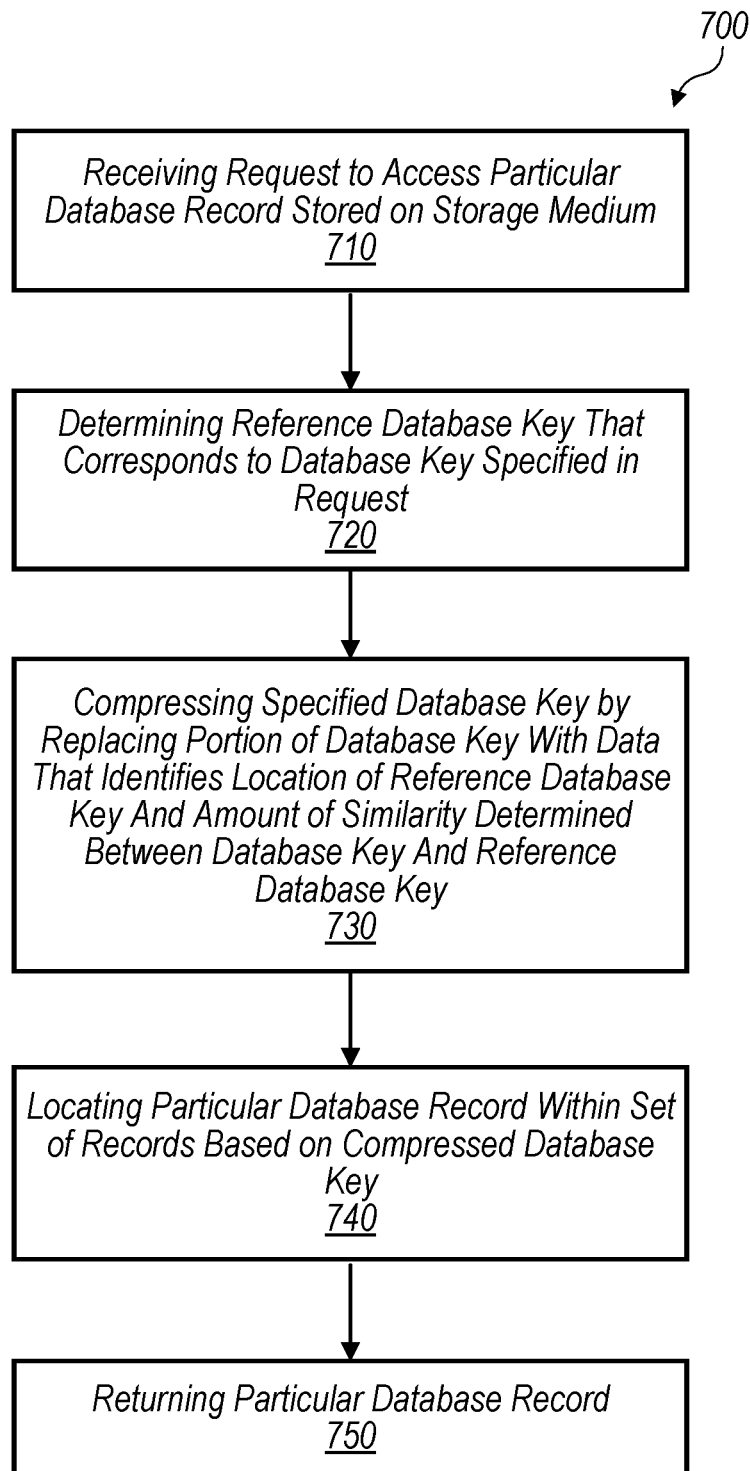 700
Receiving Request to Access Particular
Database Record Stored on Storage Medium
710
Determining Reference Database Key That
Corresponds to Database Key Specified in
Request
720
Compressing Specified Database Key by
Replacing Portion of Database Key With Data
That Identifies Location of Reference Database
Key And Amount of Similarity Determined
Between Database Key And Reference
Database Key
730
Locating Particular Database Record Within Set
of Records Based on Compressed Database
Key
740
Returning Particular Database Record
750